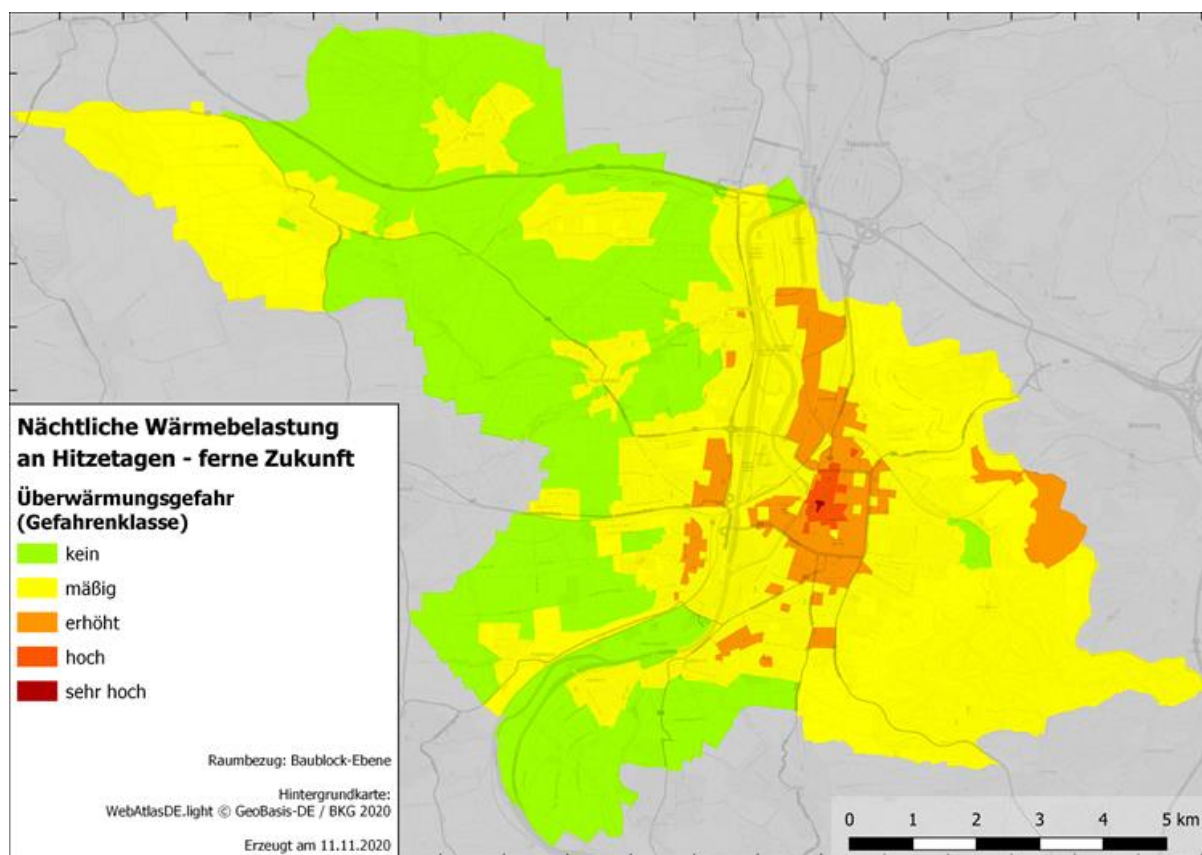 Neckarsulm
Nächtliche Wärmebelastung
an Hitzetagen - ferne Zukunft
Überwärmungsgefahr
(Gefahrenklasse)
kein
mäßig
erhöht
hoch
sehr hoch
Raumbezug: Baublock-Ebene
Hintergrundkarte:
WebAtlasDE.light © GeoBasis-DE / BKG 2020
Erzeugt am 11.11.2020
0 1 2 3 4 5 km